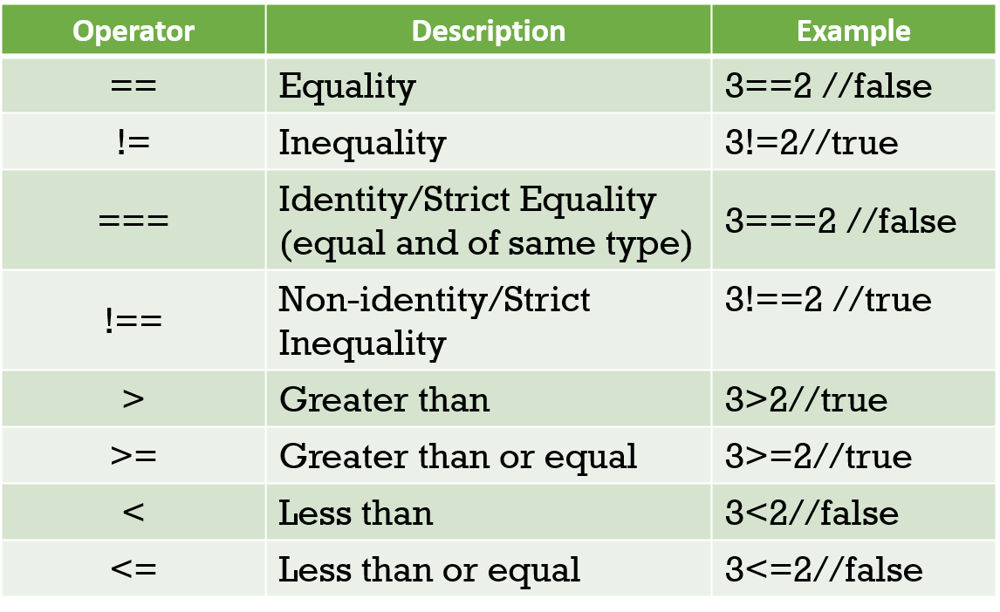 Operator Description Example
== Equality 3==2 //false
!= Inequality 3!=2//true
=== Identity/Strict Equality
(equal and of same type) 3===2 //false
!== Non-identity/Strict
Inequality 3!==2 //true
> Greater than 3>2//true
>= Greater than or equal 3>=2//true
< Less than 3<2//false
<= Less than or equal 3<=2//false